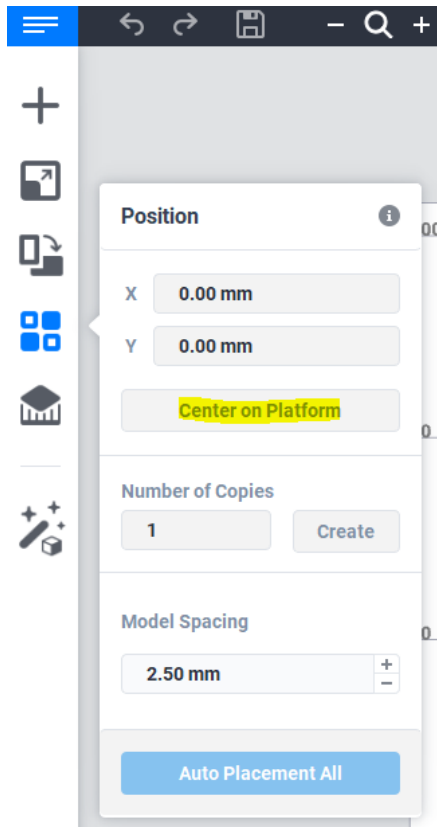 Position
X 0.00 mm
Y 0.00 mm
Center on Platform
Number of Copies
1 Create
Model Spacing
2.50 mm
Auto Placement All